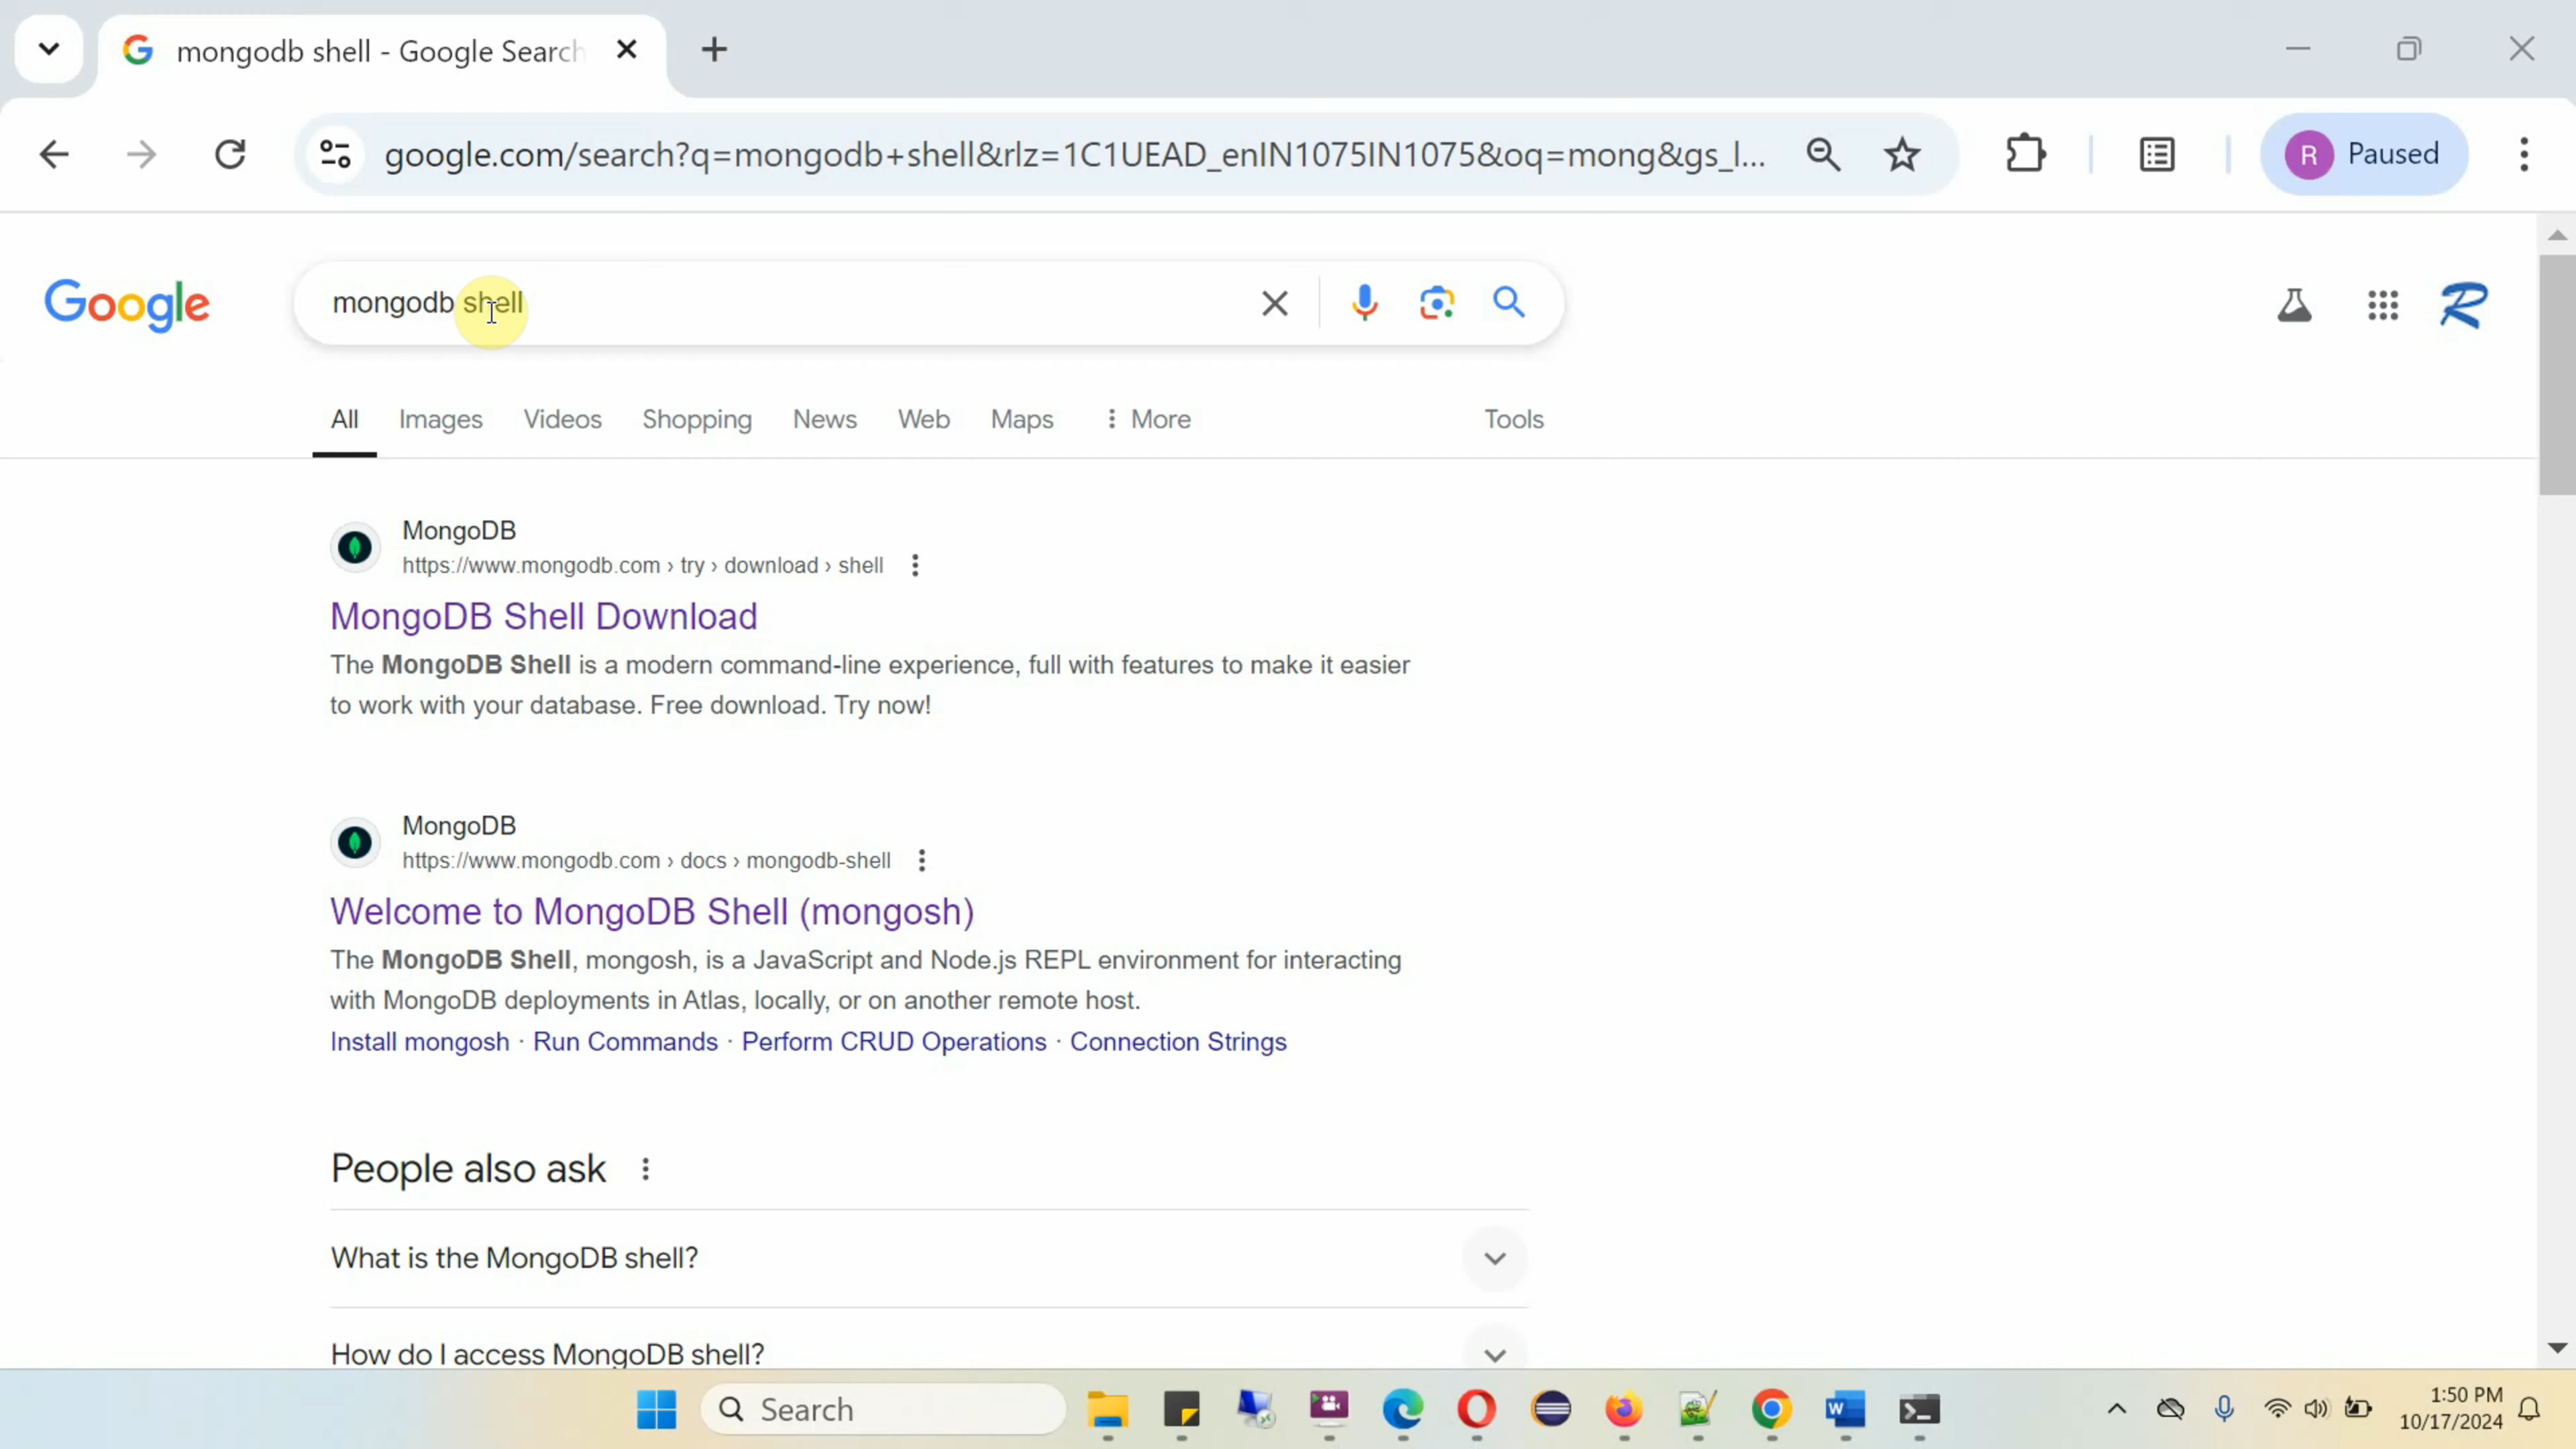 mongodb shell - Google Search
google.com/search?q=mongodb+shell&rlz=1C1UEAD_enIN1075IN1075&oq=mong&gs_l...
R Paused
Google
mongodb shell
R
All Images Videos Shopping News Web Maps More Tools
MongoDB
https://www.mongodb.com › try › download › shell
MongoDB Shell Download
The MongoDB Shell is a modern command-line experience, full with features to make it easier
to work with your database. Free download. Try now!
MongoDB
https://www.mongodb.com › docs › mongodb-shell
Welcome to MongoDB Shell (mongosh)
The MongoDB Shell, mongosh, is a JavaScript and Node.js REPL environment for interacting
with MongoDB deployments in Atlas, locally, or on another remote host.
Install mongosh · Run Commands · Perform CRUD Operations · Connection Strings
People also ask
What is the MongoDB shell?
How do I access MongoDB shell?
Search
1:50 PM
10/17/2024